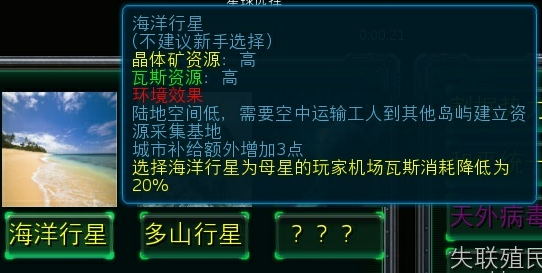 海洋行星
(不建议新手选择)
晶体矿资源：高
瓦斯资源：高
环境效果
陆地空间低，需要空中运输工人到其他岛屿建立资
源采集基地
城市补给额外增加3点
选择海洋行星为母星的玩家机场瓦斯消耗降低为
20%
0:00:21
海洋行星
多山行星
？？？
天外病毒
失联殖民